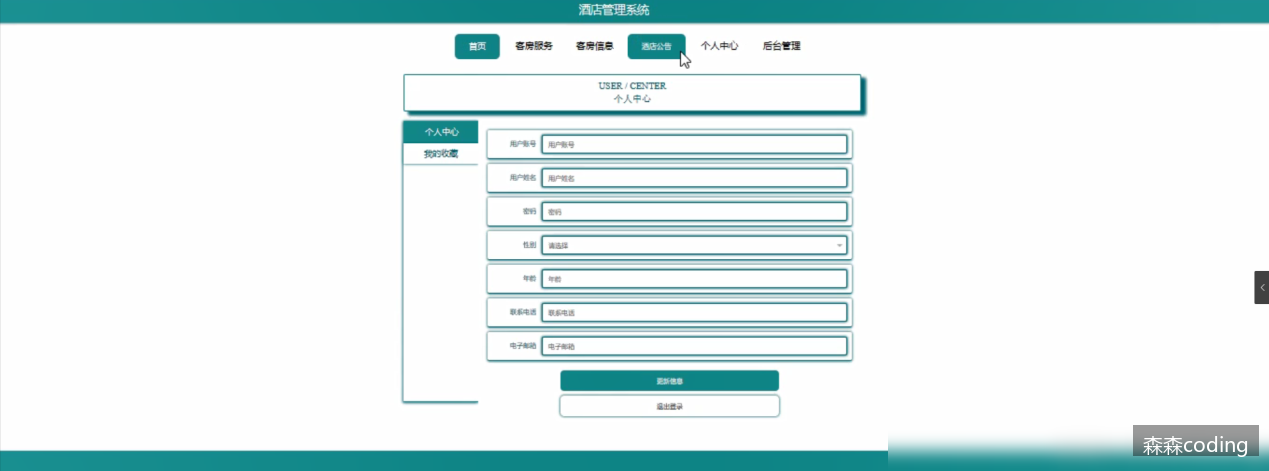 酒店管理系统
首页 客房服务 客房信息 酒店公告 个人中心 后台管理
USER / CENTER
个人中心
个人中心
我的收藏
用户账号 用户账号
用户姓名 用户姓名
密码 密码
性别 请选择
年龄 年龄
联系电话 联系电话
电子邮箱 电子邮箱
更新信息
退出登录
森森coding